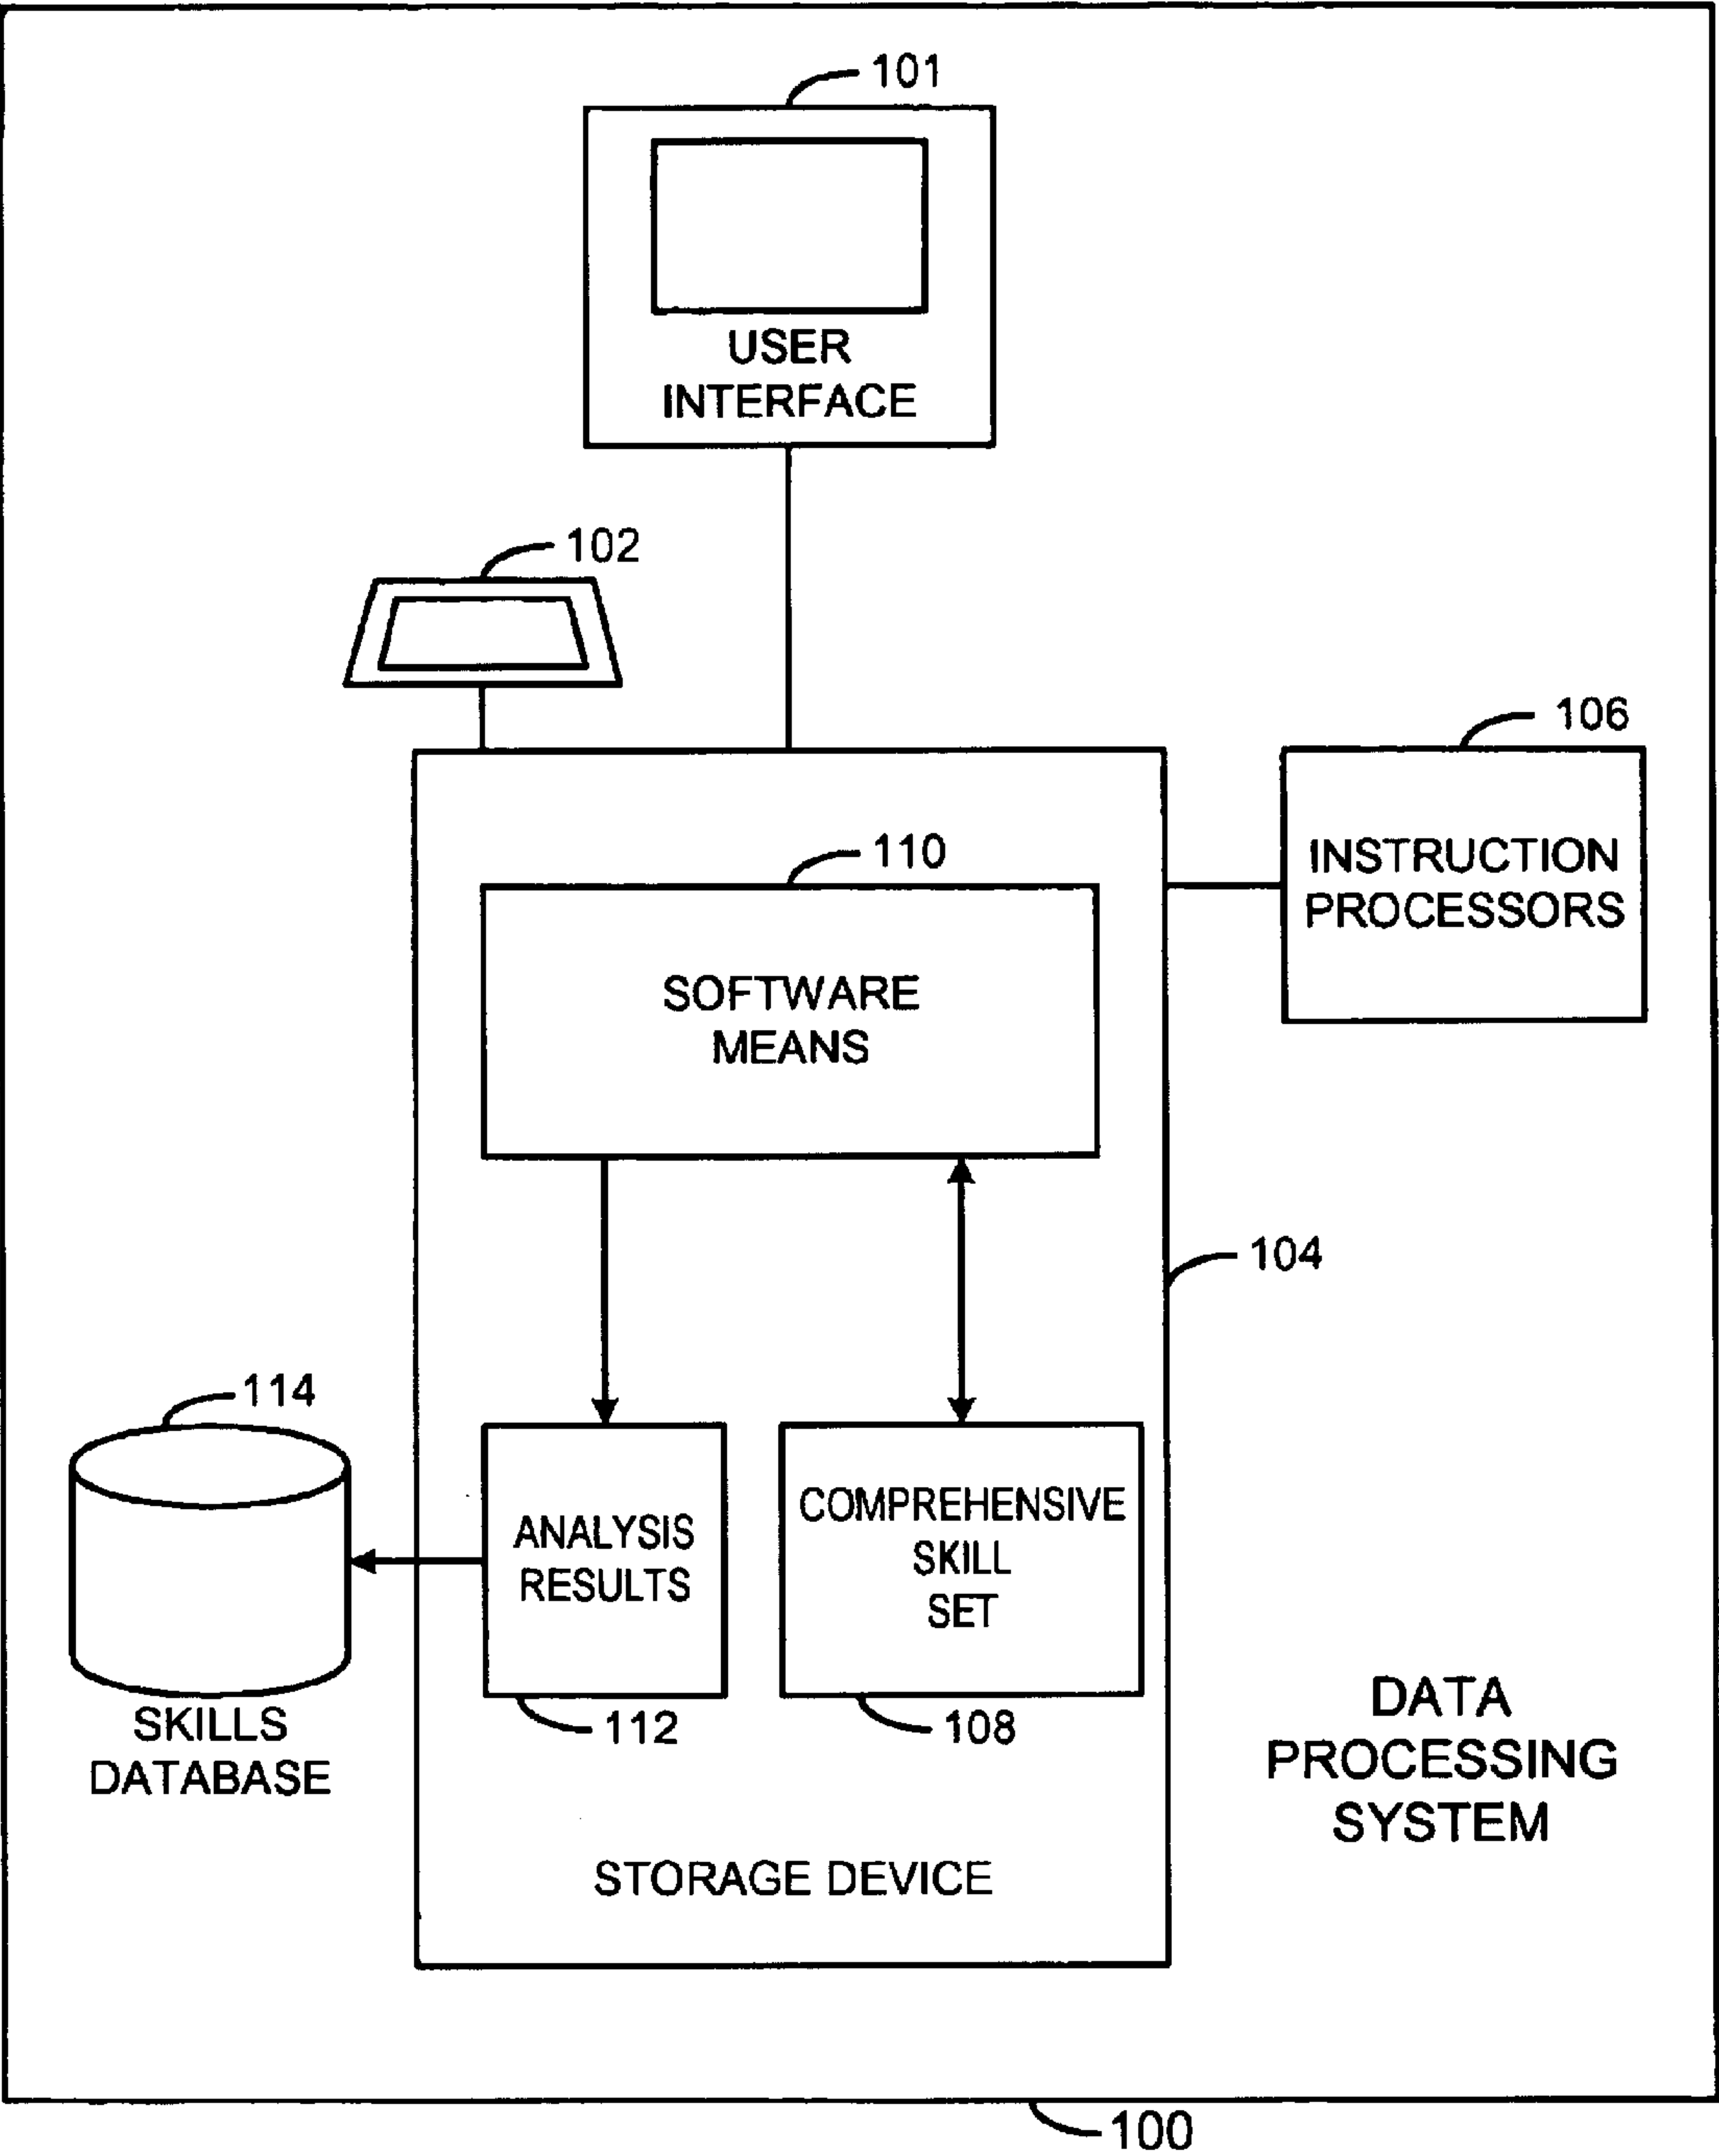 101
USER
INTERFACE
102
106
INSTRUCTION
PROCESSORS
110
SOFTWARE
MEANS
104
114
ANALYSIS
RESULTS
COMPREHENSIVE
SKILL
SET
112
108
SKILLS
DATABASE
DATA
PROCESSING
SYSTEM
STORAGE DEVICE
100